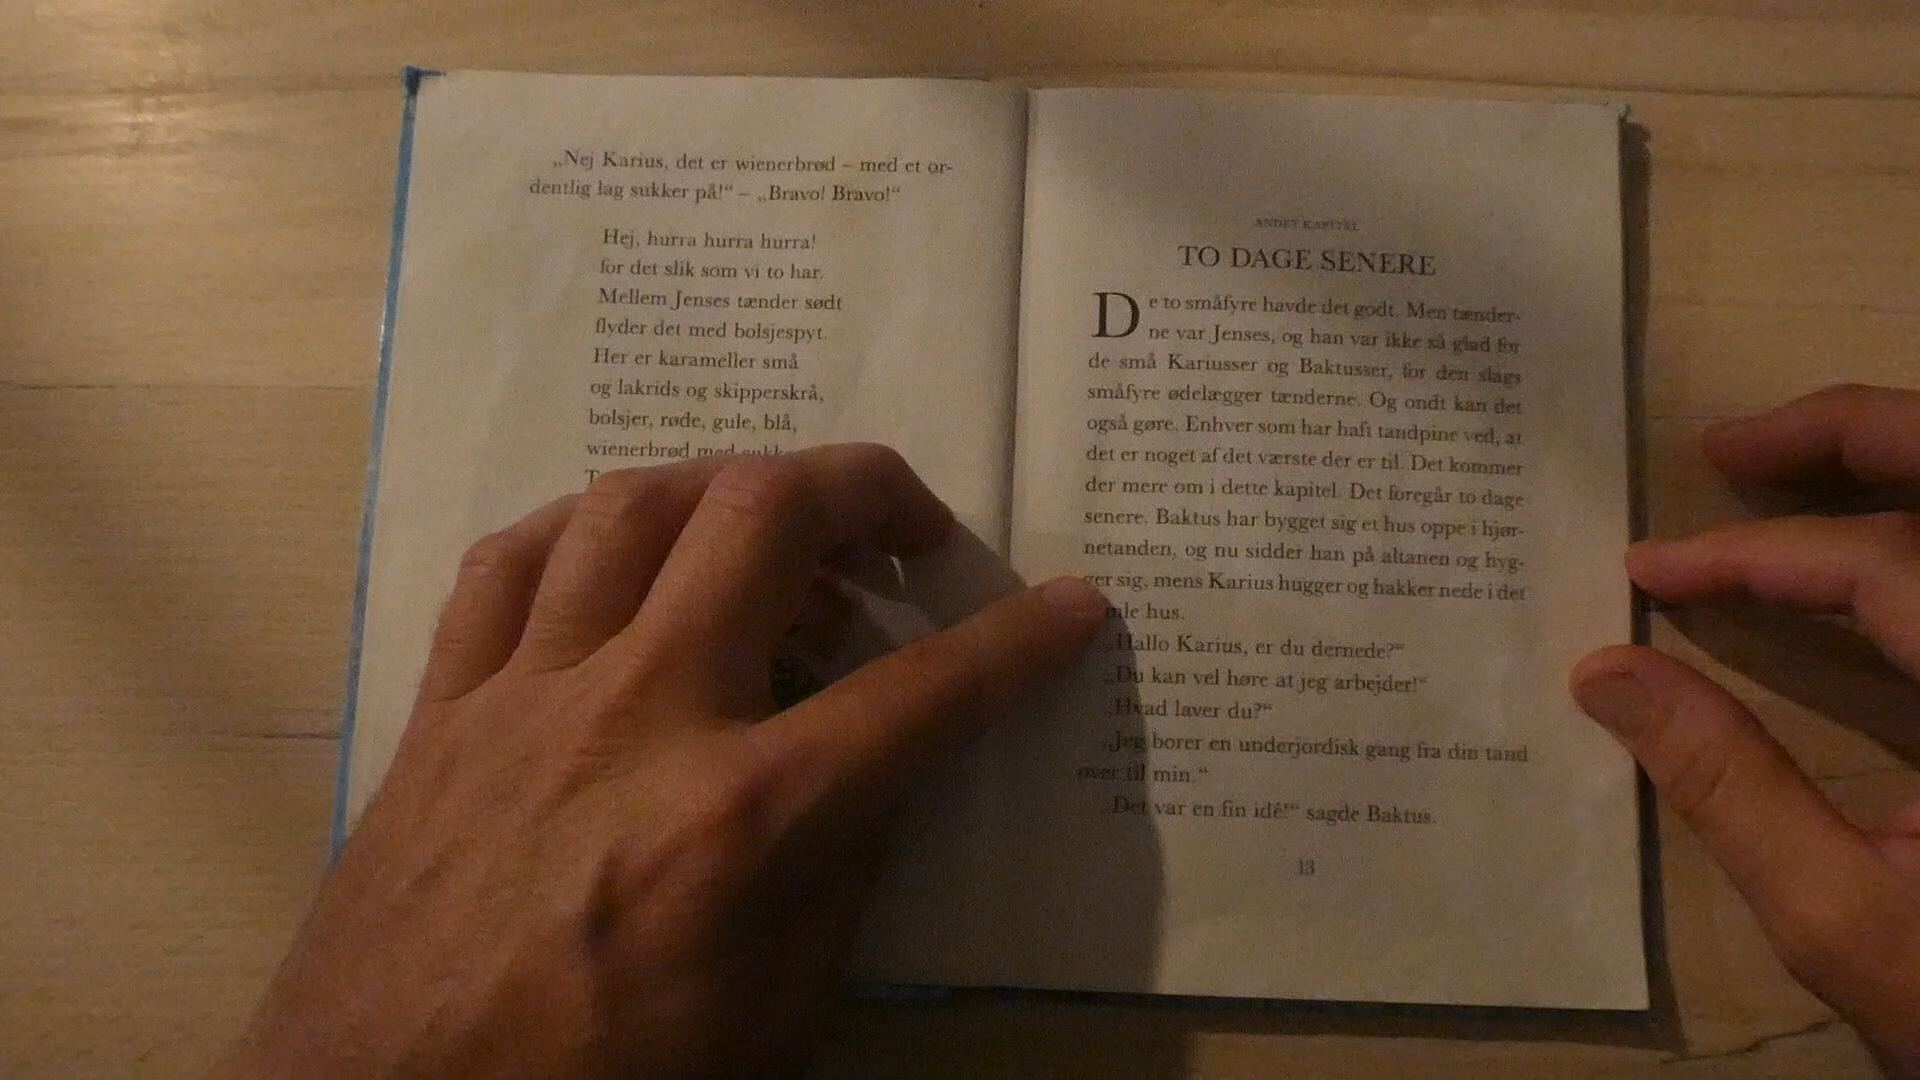 „Nej Karius, det er wienerbrød – med et or-
dentlig lag sukker på!“ – „Bravo! Bravo!“
Hej, hurra hurra hurra!
for det slik som vi to har.
Mellem Jenses tænder sødt
flyder det med bolsjespyt.
Her er karameller små
og lakrids og skipperskrå,
bolsjer, røde, gule, blå,
wienerbrød med
ANDET KAPITEL
TO DAGE SENERE
De to småfyre havde det godt. Men tænder-
ne var Jenses, og han var ikke så glad for
de små Kariusser og Baktusser, for den slags
småfyre ødelægger tænderne. Og ondt kan det
også gøre. Enhver som har haft tandpine ved, at
det er noget af det værste der er til. Det kommer
der mere om i dette kapitel. Det foregår to dage
senere. Baktus har bygget sig et hus oppe i hjør-
netanden, og nu sidder han på altanen og hyg-
ger sig, mens Karius hugger og hakker nede i det
hus.
„Hallo Karius, er du dernede?“
„Du kan vel høre at jeg arbejder!“
„Hvad laver du?“
„Jeg borer en underjordisk gang fra din tand
over til min.“
„Det var en fin idé!“ sagde Baktus.
13